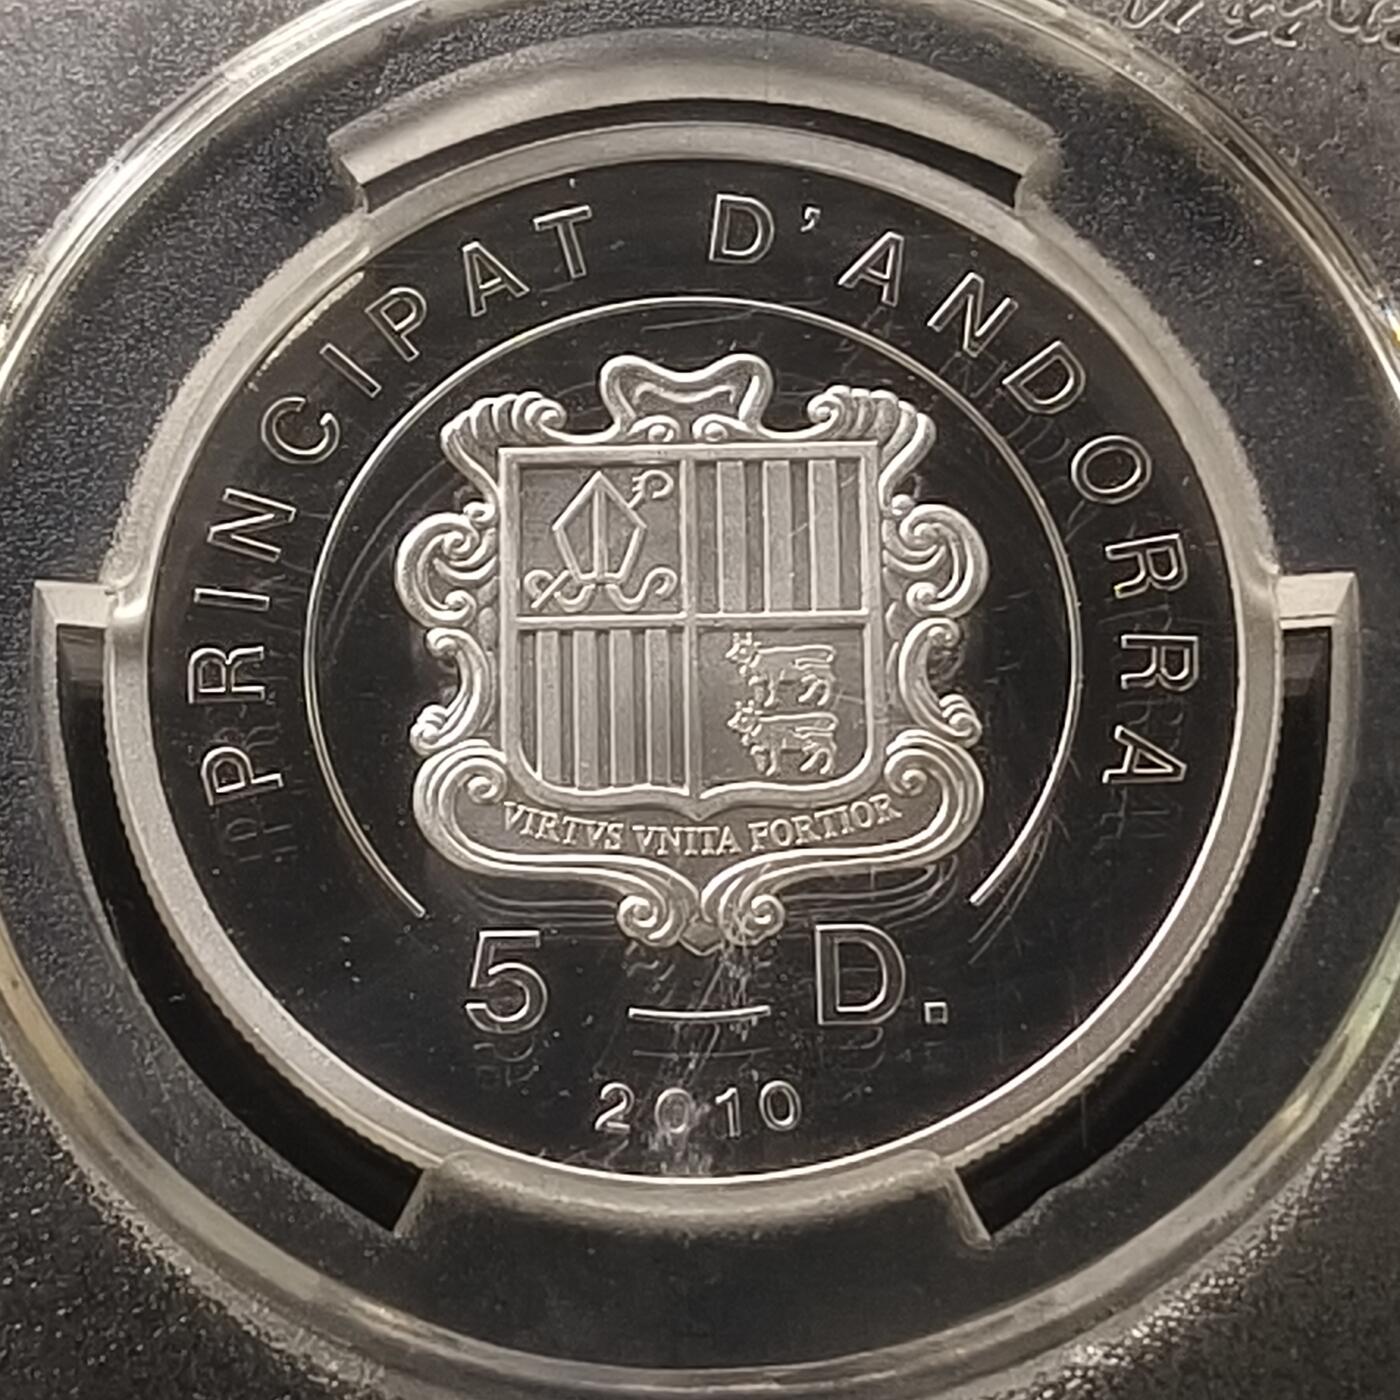 PRINCIPAT D'ANDORRA
VIRTVS VNITA FORTIOR
5 D.
2010